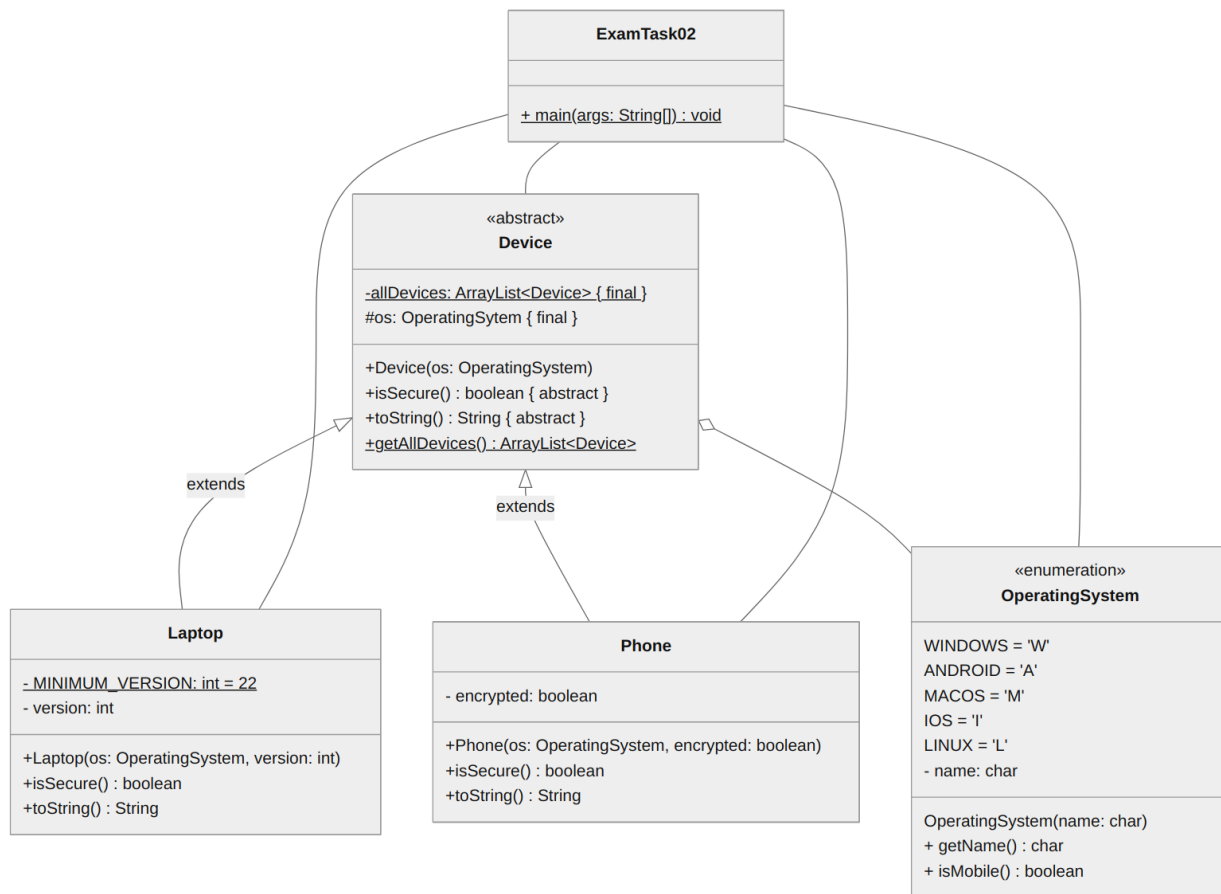 ExamTask02
+ main(args: String[]) : void
«abstract»
Device
-allDevices: ArrayList<Device> { final }
#os: OperatingSytem { final }
+Device(os: OperatingSystem)
+isSecure() : boolean { abstract }
+toString() : String { abstract }
+getAllDevices() : ArrayList<Device>
extends
extends
Laptop
- MINIMUM_VERSION: int = 22
- version: int
+Laptop(os: OperatingSystem, version: int)
+isSecure() : boolean
+toString() : String
Phone
- encrypted: boolean
+Phone(os: OperatingSystem, encrypted: boolean)
+isSecure() : boolean
+toString() : String
«enumeration»
OperatingSystem
WINDOWS = 'W'
ANDROID = 'A'
MACOS = 'M'
IOS = 'I'
LINUX = 'L'
- name: char
OperatingSystem(name: char)
+ getName() : char
+ isMobile() : boolean